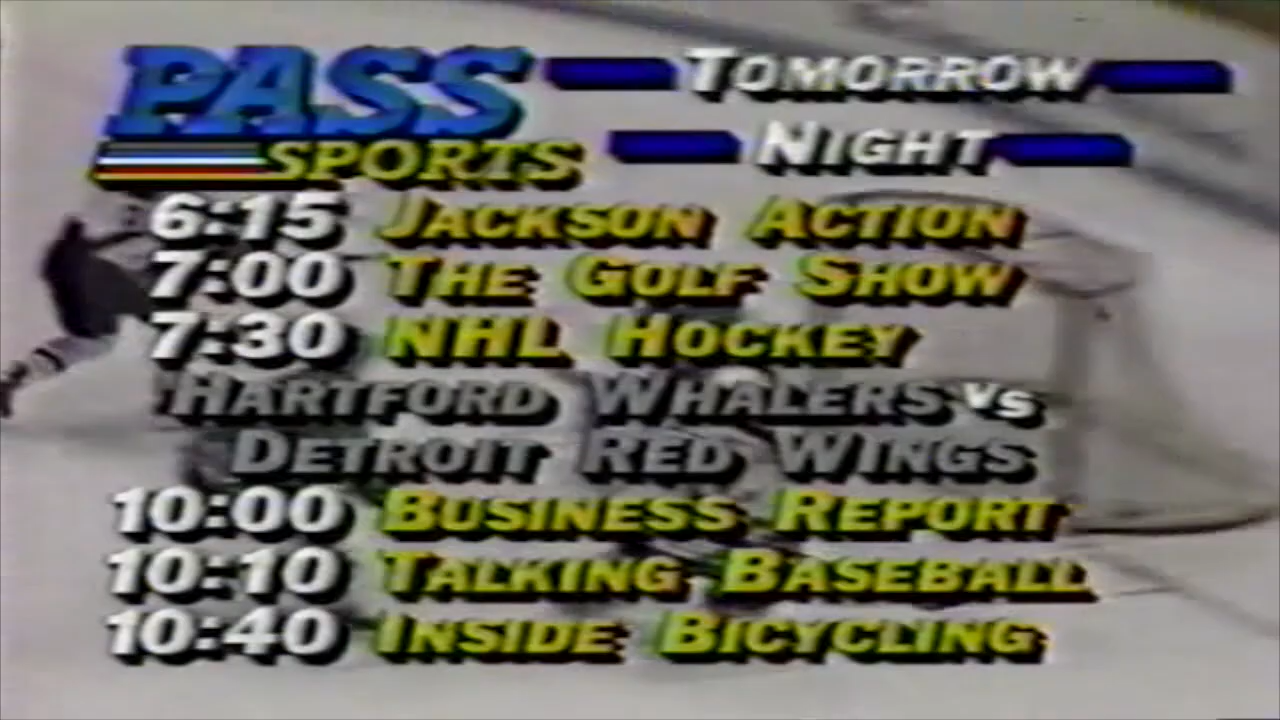 PASS SPORTS
TOMORROW NIGHT
6:15 JACKSON ACTION
7:00 THE GOLF SHOW
7:30 NHL HOCKEY
HARTFORD WHALERS VS
DETROIT RED WINGS
10:00 BUSINESS REPORT
10:10 TALKING BASEBALL
10:40 INSIDE BICYCLING